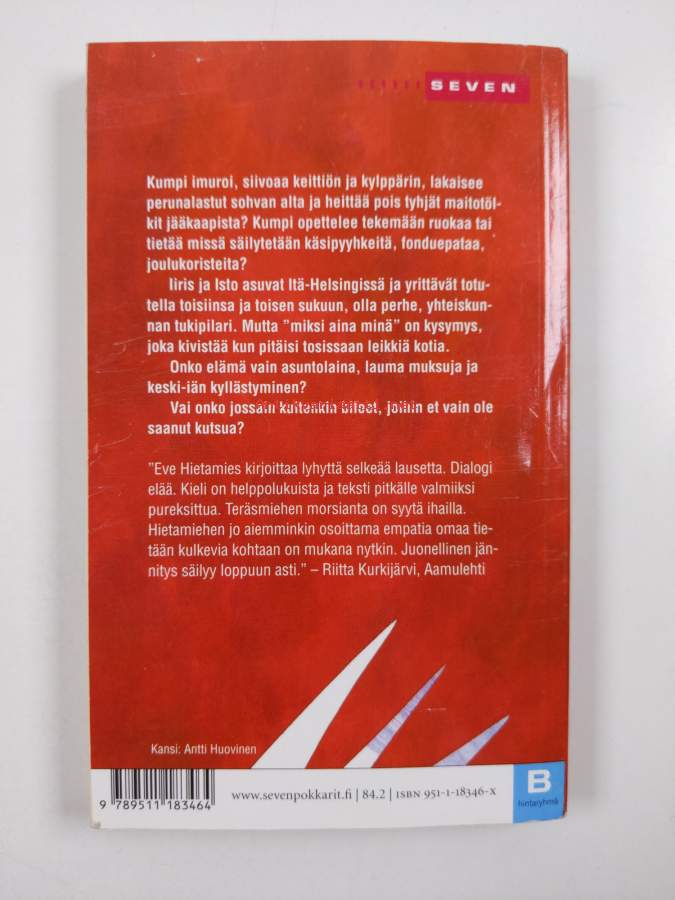 SEVEN
Kumpi imuroi, siivoaa keittiön ja kylppärin, lakaisee
perunalastut sohvan alta ja heittää pois tyhjät maitotöl-
kit jääkaapista? Kumpi opettelee tekemään ruokaa tai
tietää missä säilytetään käsipyyhkeitä, fonduepataa,
joulukoristeita?
Iiris ja Isto asuvat Itä-Helsingissä ja yrittävät totu-
tella toisiinsa ja toisen sukuun, olla perhe, yhteiskun-
nan tukipilari. Mutta ”miksi aina minä” on kysymys,
joka kivistää kun pitäisi tosissaan leikkiä kotia.
Onko elämä vain asuntolaina, lauma muksuja ja
keski-iän kyllästyminen?
Vai onko jossain kuitenkin bileet, joihin et vain ole
saanut kutsua?
”Eve Hietamies kirjoittaa lyhyttä selkeää lausetta. Dialogi
elää. Kieli on helppolukuista ja teksti pitkälle valmiiksi
pureksittua. Teräsmiehen morsianta on syytä ihailla.
Hietamiehen jo aiemminkin osoittama empatia omaa tie-
tään kulkevia kohtaan on mukana nytkin. Juonellinen jän-
nitys säilyy loppuun asti.” – Riitta Kurkijärvi, Aamulehti
Kansi: Antti Huovinen
9 789511 183464
www.sevenpokkarit.fi | 84.2 | ISBN 951-1-18346-X
B
hintaryhmä